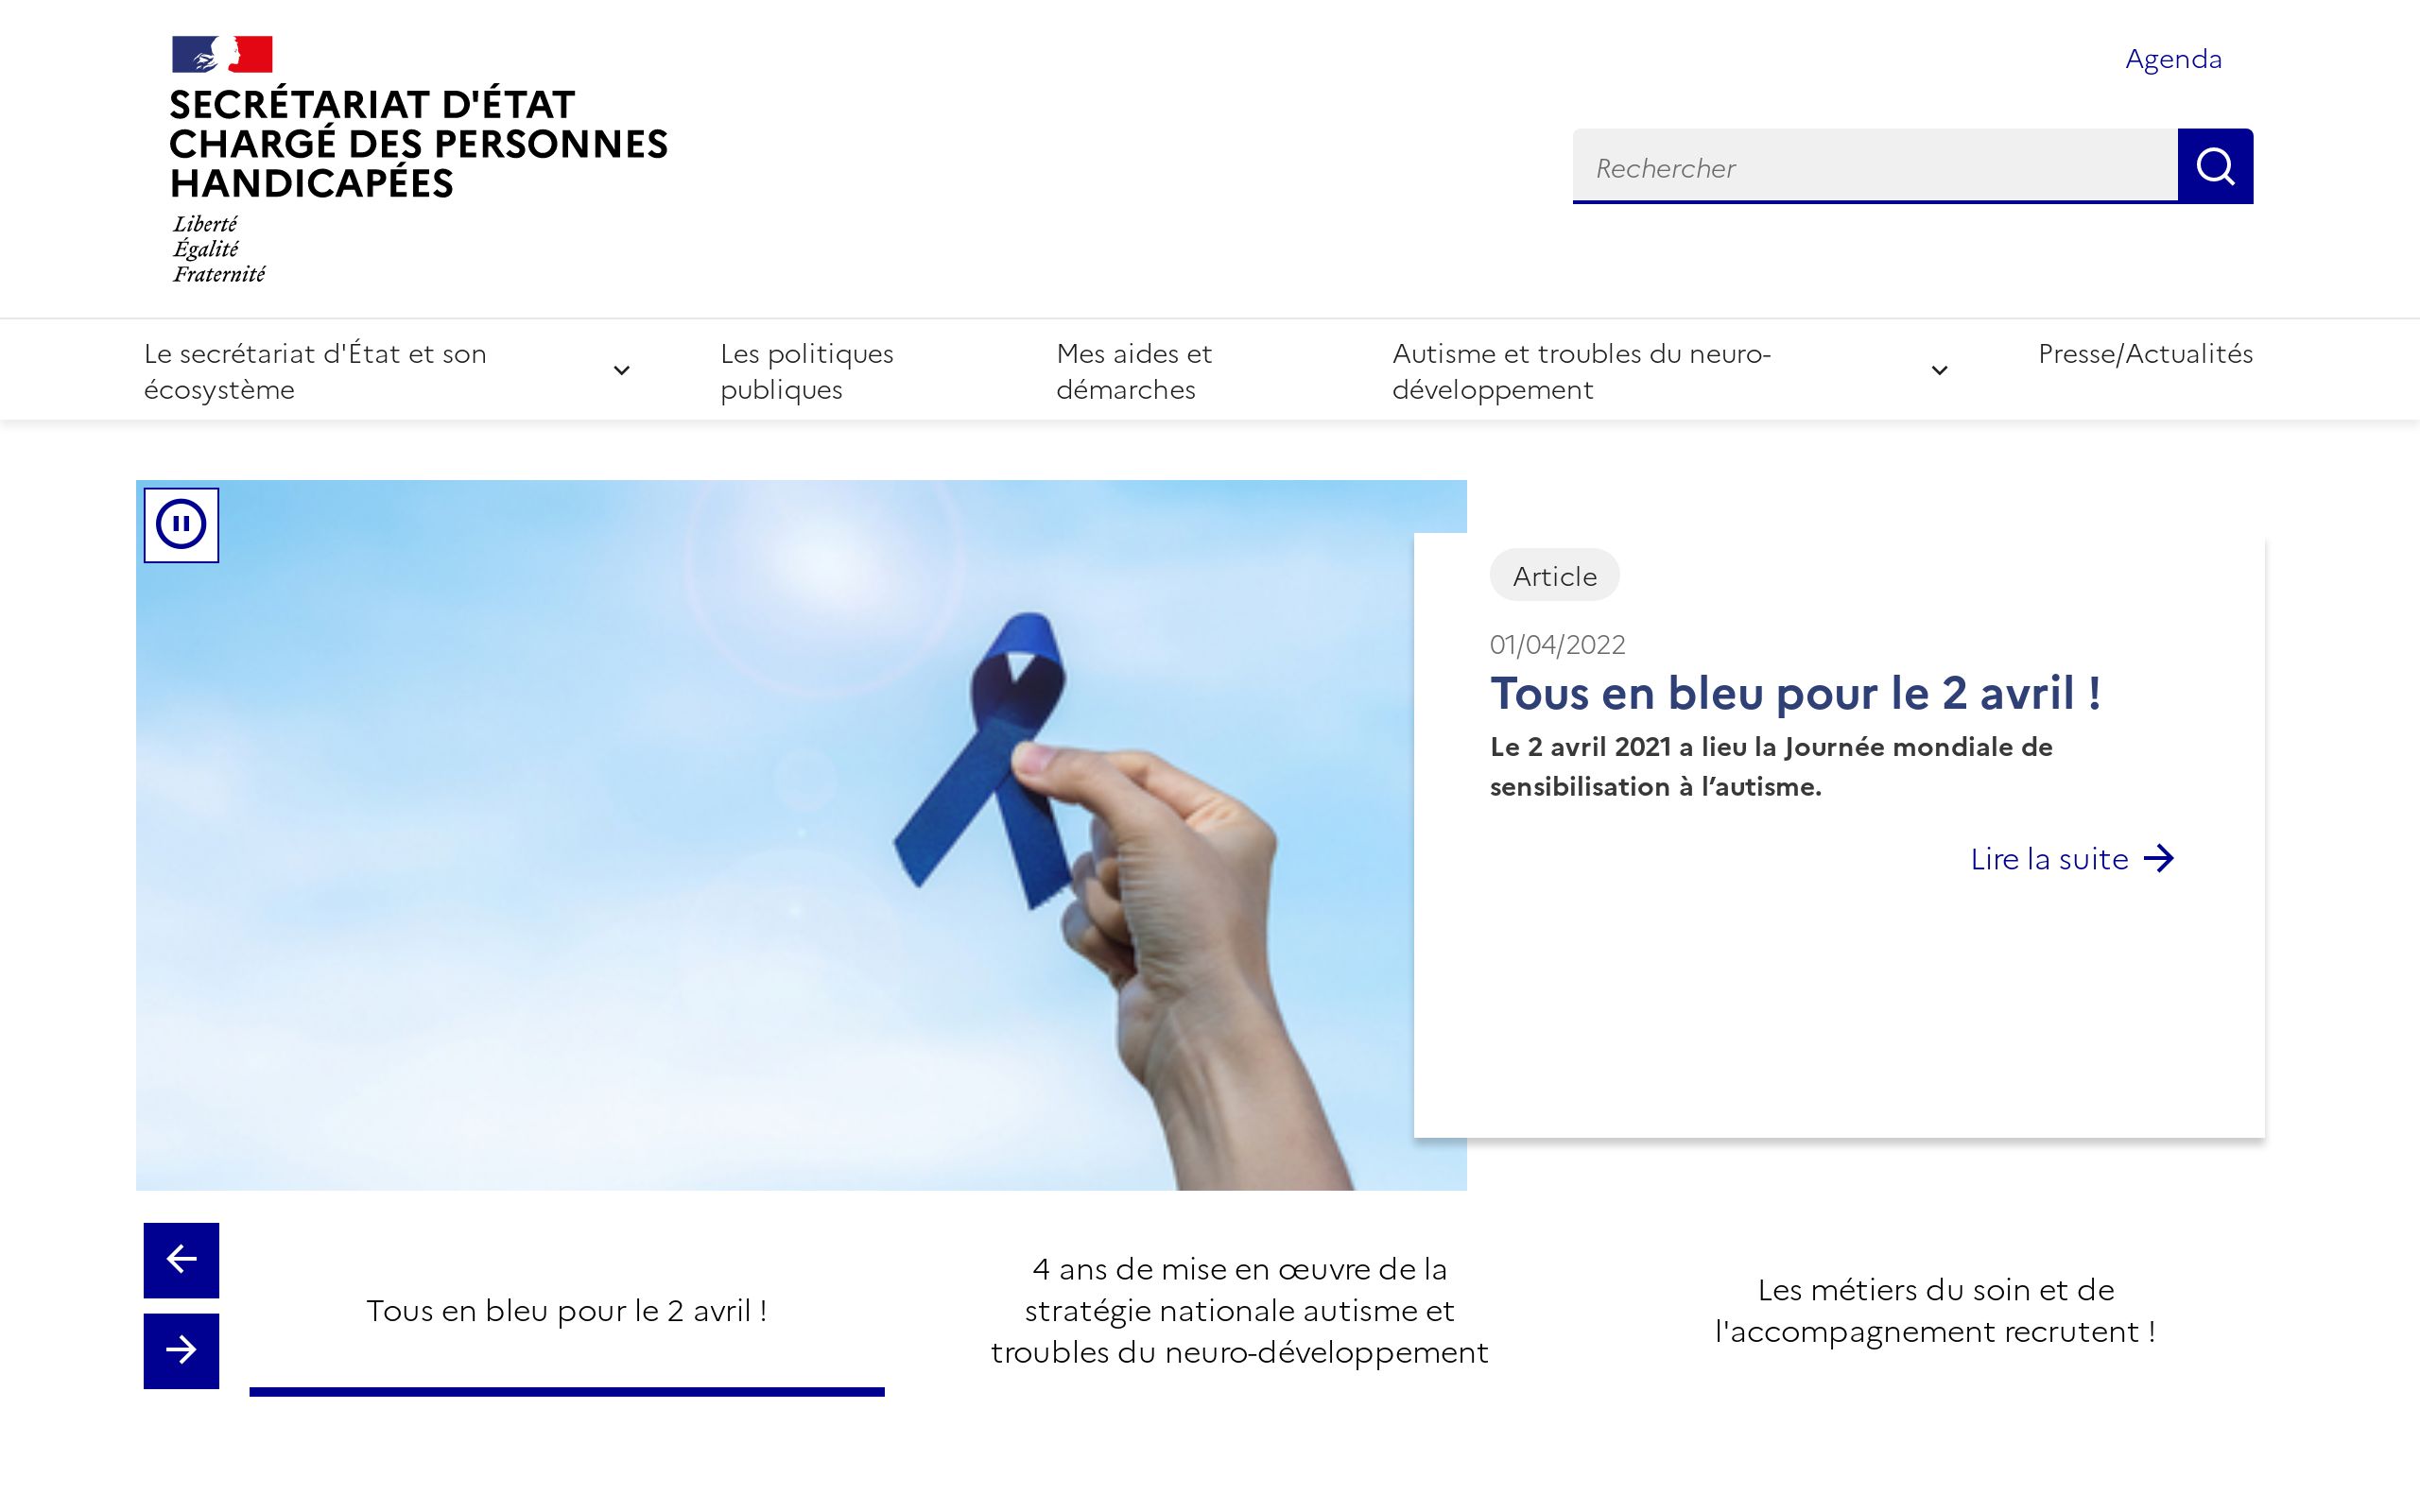 SECRÉTARIAT D'ÉTAT
CHARGÉ DES PERSONNES
HANDICAPÉES
Liberté
Égalité
Fraternité
Agenda
Rechercher
Le secrétariat d'État et son
écosystème
Les politiques
publiques
Mes aides et
démarches
Autisme et troubles du neuro-
développement
Presse/Actualités
Article
01/04/2022
Tous en bleu pour le 2 avril !
Le 2 avril 2021 a lieu la Journée mondiale de
sensibilisation à l’autisme.
Lire la suite
Tous en bleu pour le 2 avril !
4 ans de mise en œuvre de la
stratégie nationale autisme et
troubles du neuro-développement
Les métiers du soin et de
l'accompagnement recrutent !